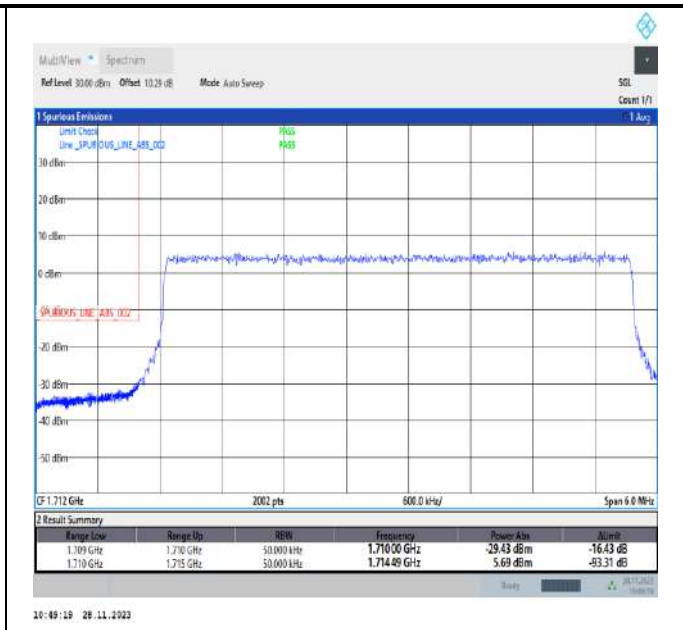 MultiView Spectrum
Ref Level 30.00 dBm Offset 10.29 dB Mode Auto Sweep SGL
Count 1/1
1 Spurious Emissions 1 Avg
Limit Check PASS
Line _SPURIOUS_LINE_ABS_002 PASS
30 dBm
20 dBm
10 dBm
0 dBm
SPURIOUS_LINE_ABS_002
-20 dBm
-30 dBm
-40 dBm
-50 dBm
CF 1.712 GHz 2002 pts 600.0 kHz/ Span 6.0 MHz
2 Result Summary
Range Low Range Up RBW Frequency Power Abs ΔLimit
1.709 GHz 1.710 GHz 50.000 kHz 1.71000 GHz -29.43 dBm -16.43 dB
1.710 GHz 1.715 GHz 50.000 kHz 1.71449 GHz 5.69 dBm -93.31 dB
Ready 28.11.2023
10:49:19 28.11.2023